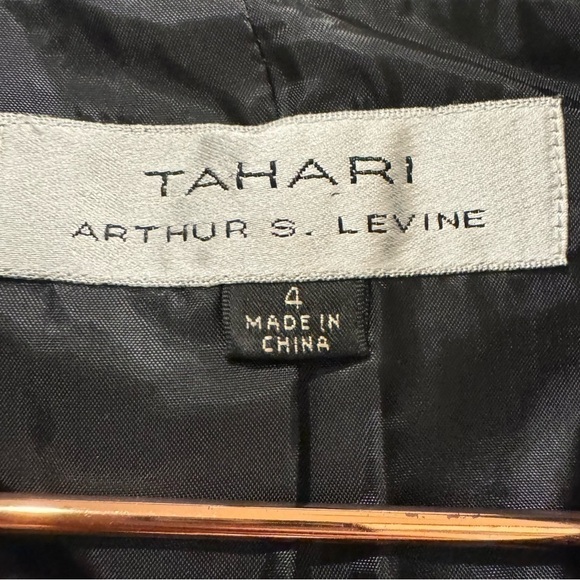 TAHARI
ARTHUR S. LEVINE
4
MADE IN
CHINA